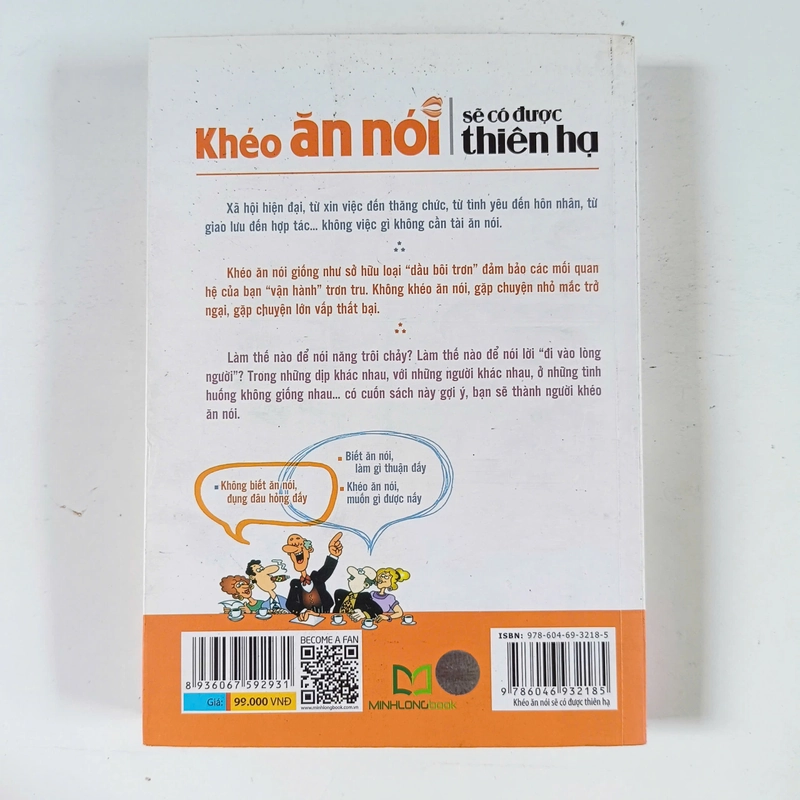 Khéo ăn nói
sẽ có được
thiên hạ
Xã hội hiện đại, từ xin việc đến thăng chức, từ tình yêu đến hôn nhân, từ
giao lưu đến hợp tác... không việc gì không cần tài ăn nói.
Khéo ăn nói giống như sở hữu loại "dầu bôi trơn" đảm bảo các mối quan
hệ của bạn "vận hành" trơn tru. Không khéo ăn nói, gặp chuyện nhỏ mắc trở
ngại, gặp chuyện lớn vấp thất bại.
Làm thế nào để nói năng trôi chảy? Làm thế nào để nói lời "đi vào lòng
người"? Trong những dịp khác nhau, với những người khác nhau, ở những tình
huống không giống nhau... có cuốn sách này gợi ý, bạn sẽ thành người khéo
ăn nói.
Biết ăn nói,
làm gì thuận đấy
Khéo ăn nói,
muốn gì được nấy
Không biết ăn nói,
đụng đâu hỏng đấy
8 936067 592931
Giá: 99.000 VNĐ
BECOME A FAN
www.minhlongbook.com.vn
MINHLONGbook
ISBN: 978-604-69-3218-5
9 786046 932185
Khéo ăn nói sẽ có được thiên hạ